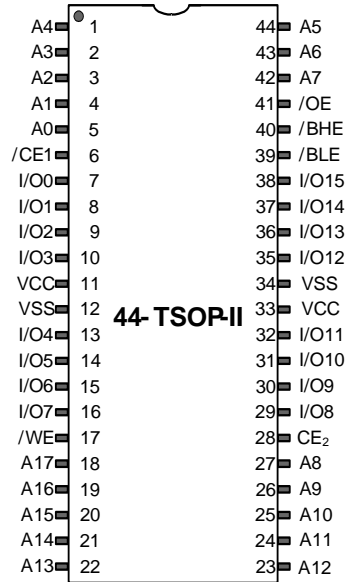 A4 1 44 A5
A3 2 43 A6
A2 3 42 A7
A1 4 41 /OE
A0 5 40 /BHE
/CE1 6 39 /BLE
I/O0 7 38 I/O15
I/O1 8 37 I/O14
I/O2 9 36 I/O13
I/O3 10 35 I/O12
VCC 11 34 VSS
VSS 12 33 VCC
44-TSOP-II
I/O4 13 32 I/O11
I/O5 14 31 I/O10
I/O6 15 30 I/O9
I/O7 16 29 I/O8
/WE 17 28 CE₂
A17 18 27 A8
A16 19 26 A9
A15 20 25 A10
A14 21 24 A11
A13 22 23 A12